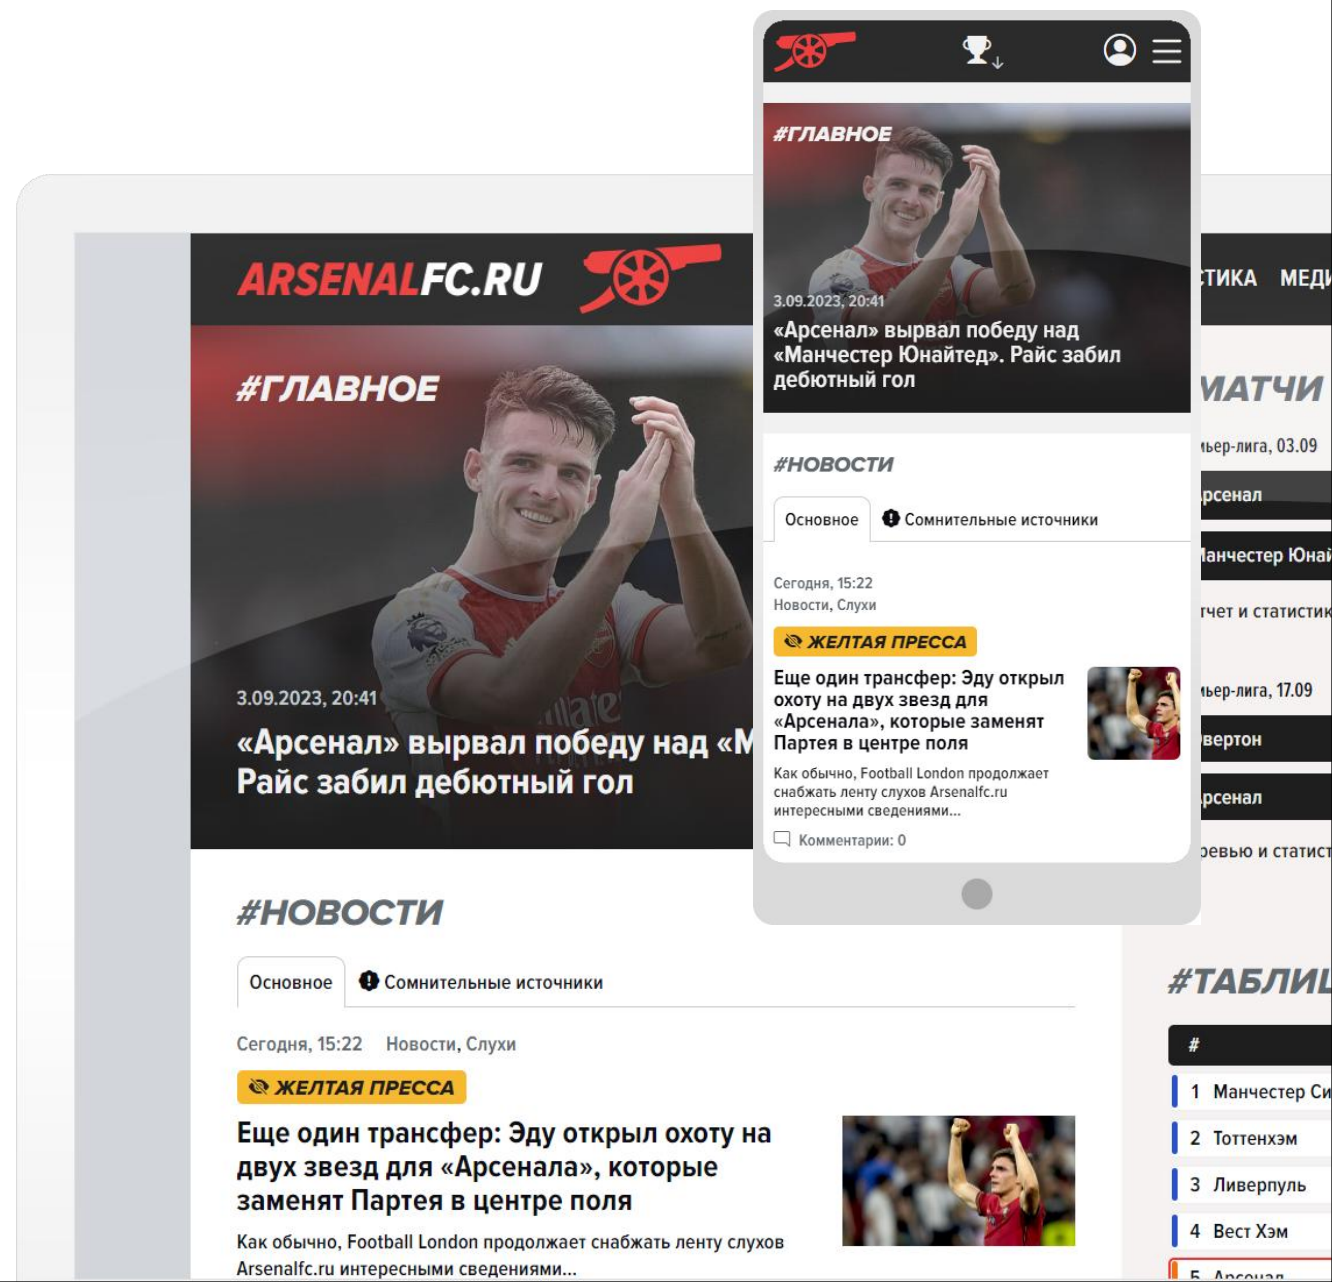 #ГЛАВНОЕ
3.09.2023, 20:41
«Арсенал» вырвал победу над
«Манчестер Юнайтед». Райс забил
дебютный гол
#НОВОСТИ
Основное
Сомнительные источники
Сегодня, 15:22
Новости, Слухи
ЖЕЛТАЯ ПРЕССА
Еще один трансфер: Эду открыл
охоту на двух звезд для
«Арсенала», которые заменят
Партея в центре поля
Как обычно, Football London продолжает
снабжать ленту слухов Arsenalfc.ru
интересными сведениями...
Комментарии: 0
ARSENALFC.RU
#ГЛАВНОЕ
3.09.2023, 20:41
«Арсенал» вырвал победу над «М
Райс забил дебютный гол
#НОВОСТИ
Основное
Сомнительные источники
Сегодня, 15:22 Новости, Слухи
ЖЕЛТАЯ ПРЕССА
Еще один трансфер: Эду открыл охоту на
двух звезд для «Арсенала», которые
заменят Партея в центре поля
Как обычно, Football London продолжает снабжать ленту слухов
Arsenalfc.ru интересными сведениями...
СТИКА МЕДИ
МАТЧИ
мьер-лига, 03.09
рсенал
анчестер Юнай
тчет и статистик
мьер-лига, 17.09
вертон
рсенал
ревью и статист
#ТАБЛИЦ
#
1 Манчестер Си
2 Тоттенхэм
3 Ливерпуль
4 Вест Хэм
5 Арсенал